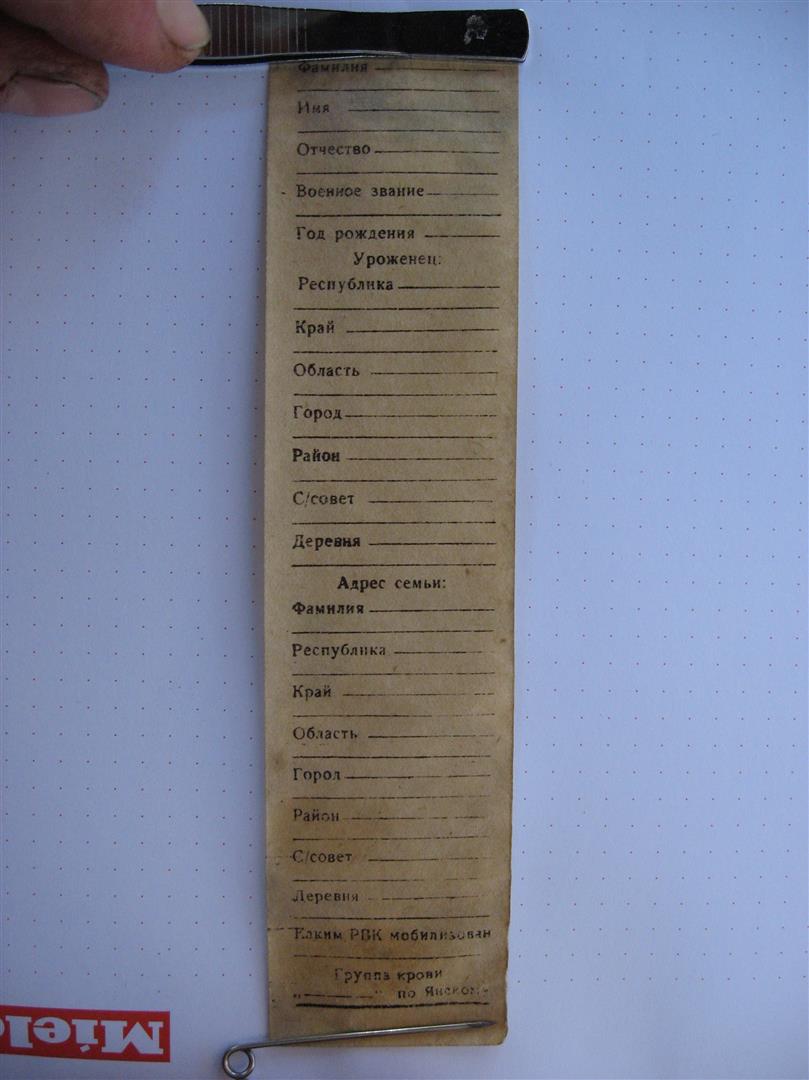 Фамилия
Имя
Отчество
Военное звание
Год рождения
Уроженец:
Республика
Край
Область
Город
Район
С/совет
Деревня
Адрес семьи:
Фамилия
Республика
Край
Область
Город
Район
С/совет
Деревня
Каким РВК мобилизован
Группа крови
„ ” по Янскому
Miele